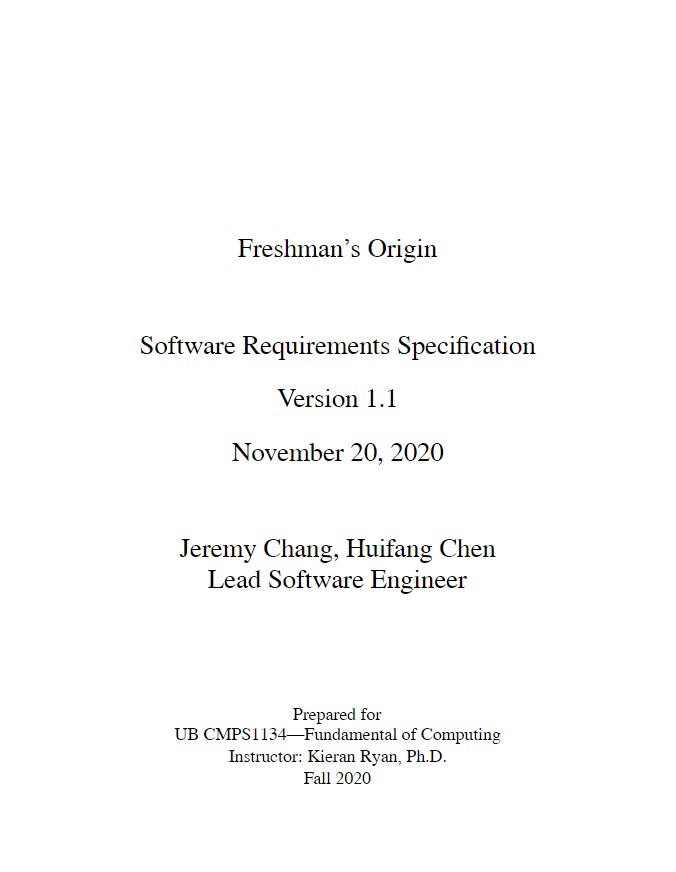 Freshman’s Origin
Software Requirements Specification
Version 1.1
November 20, 2020
Jeremy Chang, Huifang Chen
Lead Software Engineer
Prepared for
UB CMPS1134—Fundamental of Computing
Instructor: Kieran Ryan, Ph.D.
Fall 2020